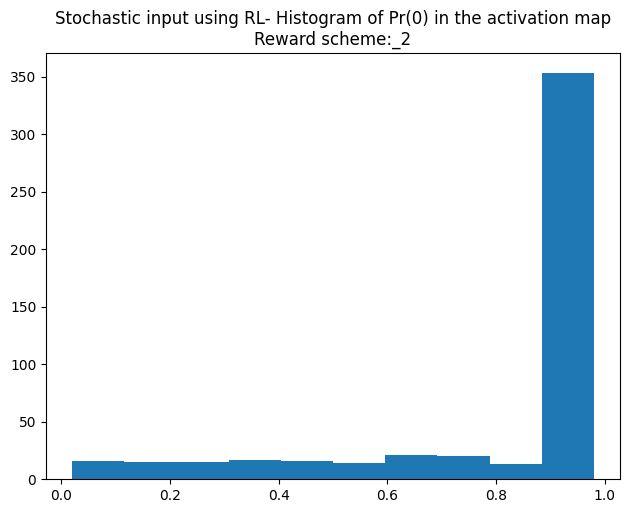 Stochastic input using RL- Histogram of Pr(0) in the activation map
Reward scheme:_2
350
300
250
200
150
100
50
0
0.0 0.2 0.4 0.6 0.8 1.0